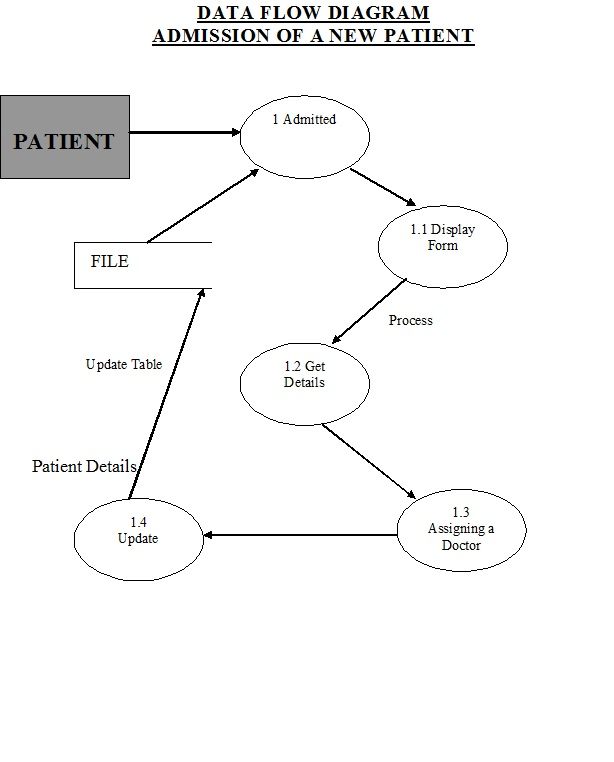 DATA FLOW DIAGRAM
ADMISSION OF A NEW PATIENT
PATIENT
1 Admitted
1.1 Display
Form
FILE
Process
Update Table
1.2 Get
Details
Patient Details
1.3
Assigning a
Doctor
1.4
Update